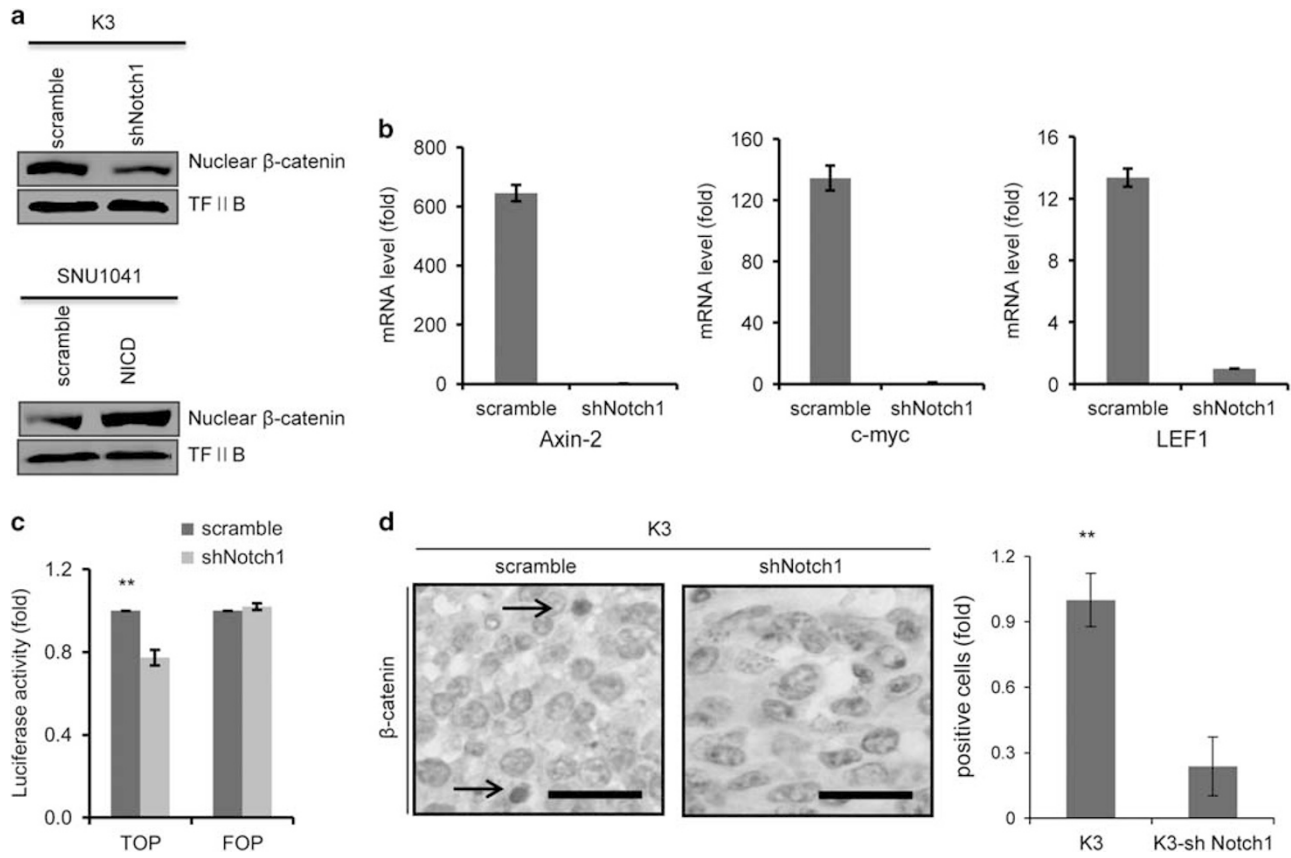 a
K3
scramble
shNotch1
Nuclear β-catenin
TF II B
SNU1041
scramble
NICD
Nuclear β-catenin
TF II B
b
mRNA level (fold)
800
600
400
200
0
scramble shNotch1
Axin-2
mRNA level (fold)
160
120
80
40
0
scramble shNotch1
c-myc
mRNA level (fold)
16
12
8
4
0
scramble shNotch1
LEF1
c
scramble
shNotch1
Luciferase activity (fold)
1.2
0.8
0.4
0.0
**
TOP FOP
d
K3
scramble shNotch1
β-catenin
positive cells (fold)
1.2
0.9
0.6
0.3
0
**
K3 K3-sh Notch1